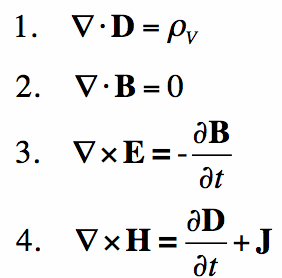 1. ∇ · D = ρ_V
2. ∇ · B = 0
3. ∇ × E = - ∂B/∂t
4. ∇ × H = ∂D/∂t + J